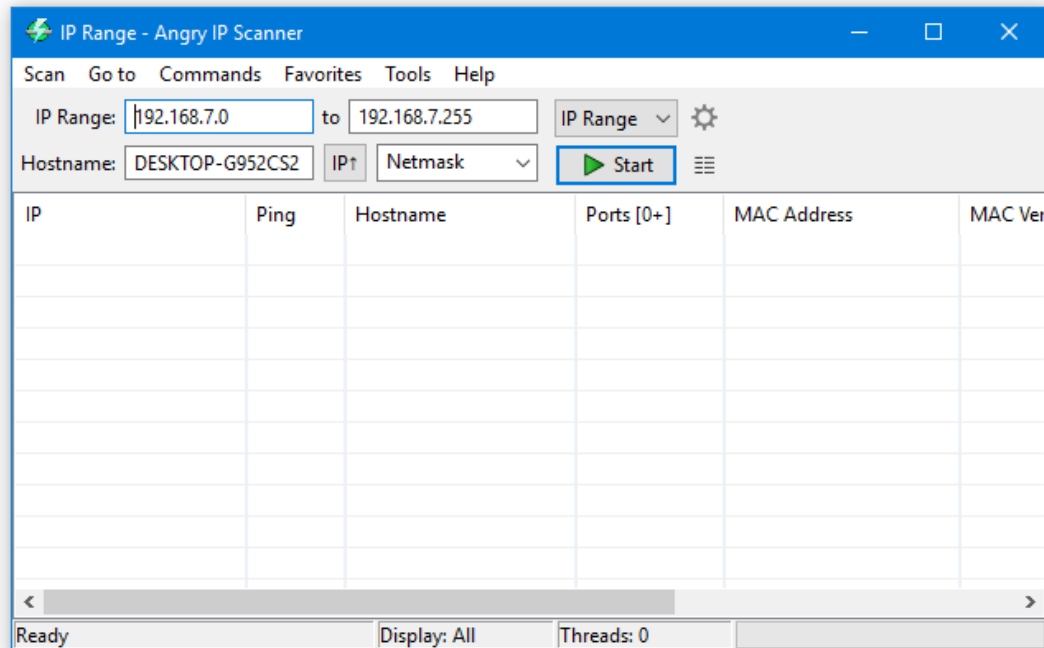 IP Range - Angry IP Scanner
Scan Go to Commands Favorites Tools Help
IP Range: 192.168.7.0 to 192.168.7.255 IP Range
Hostname: DESKTOP-G952CS2 IP↑ Netmask Start
IP Ping Hostname Ports [0+] MAC Address MAC Ver
Ready Display: All Threads: 0